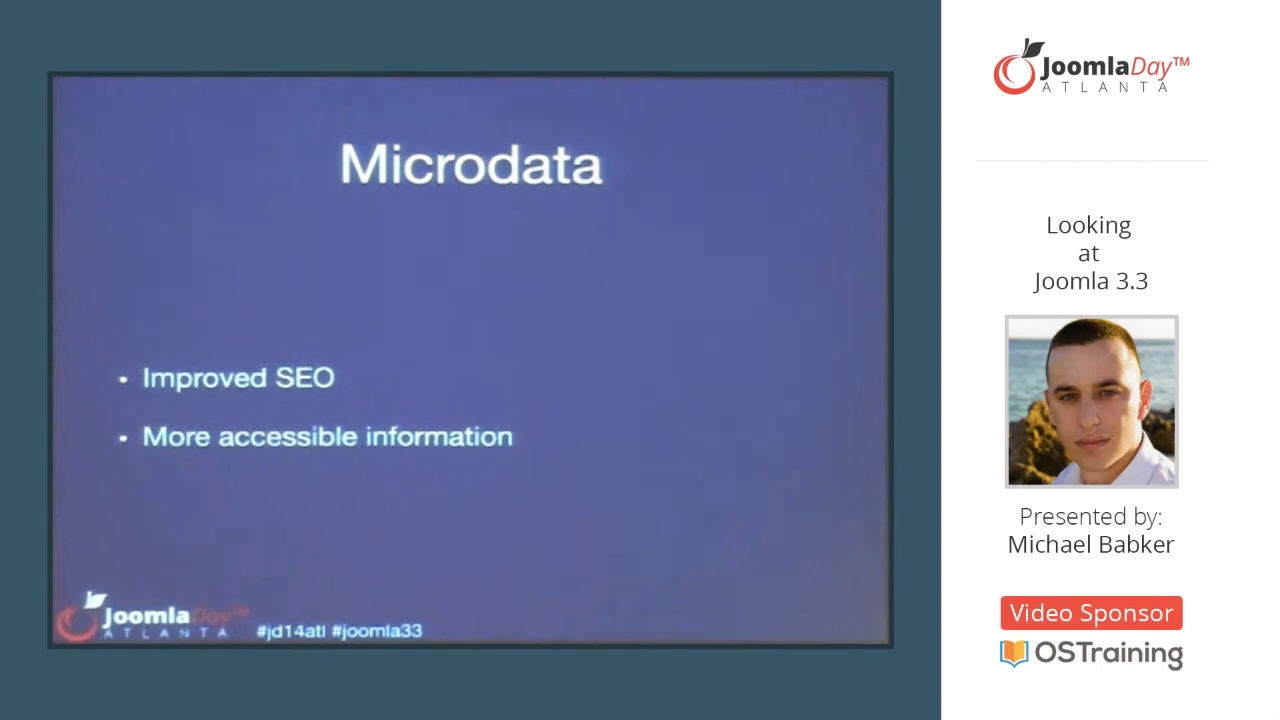 Microdata
• Improved SEO
• More accessible information
JoomlaDay™
ATLANTA
#jd14atl #joomla33
JoomlaDay™
ATLANTA
Looking
at
Joomla 3.3
Presented by:
Michael Babker
Video Sponsor
OSTraining